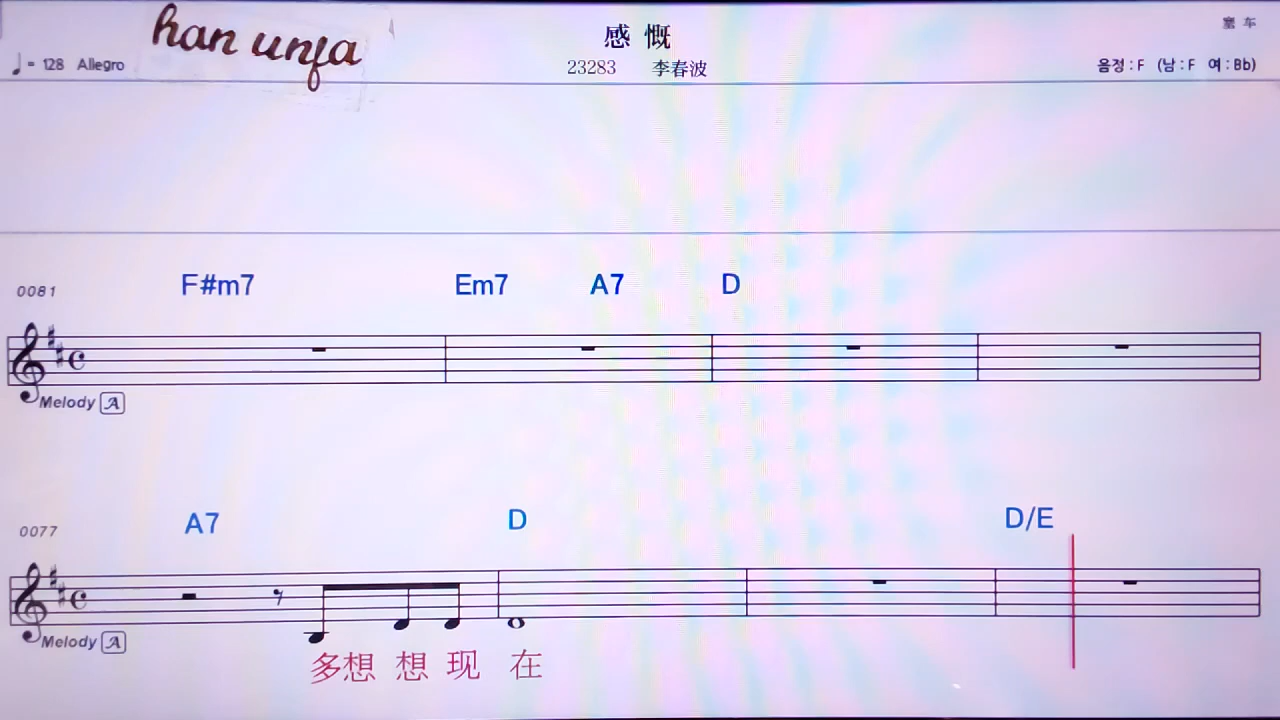 han unfa
感 慨
♩= 128 Allegro
23283 李春波
음정 : F (남 : F 여 : Bb)
0081 F#m7 Em7 A7 D
Melody A
0077 A7 D D/E
Melody A
多想 想 现 在